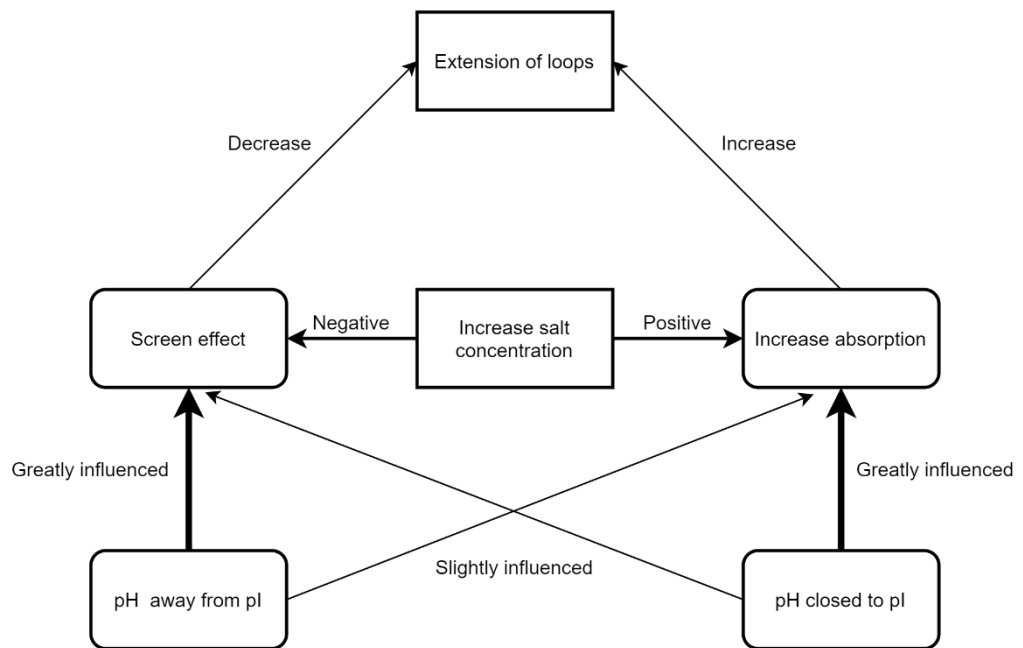 Extension of loops
Decrease
Increase
Screen effect
Negative
Increase salt
concentration
Positive
Increase absorption
Greatly influenced
Greatly influenced
Slightly influenced
pH away from pI
pH closed to pI